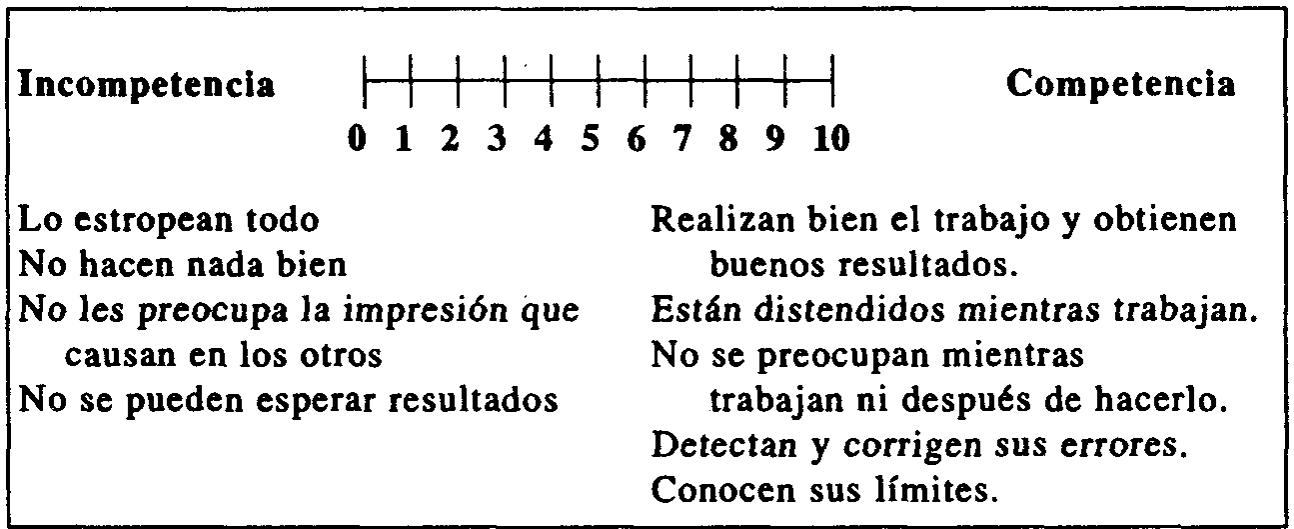 Incompetencia
Competencia
0 1 2 3 4 5 6 7 8 9 10
Lo estropean todo
No hacen nada bien
No les preocupa la impresión que
causan en los otros
No se pueden esperar resultados
Realizan bien el trabajo y obtienen
buenos resultados.
Están distendidos mientras trabajan.
No se preocupan mientras
trabajan ni después de hacerlo.
Detectan y corrigen sus errores.
Conocen sus límites.